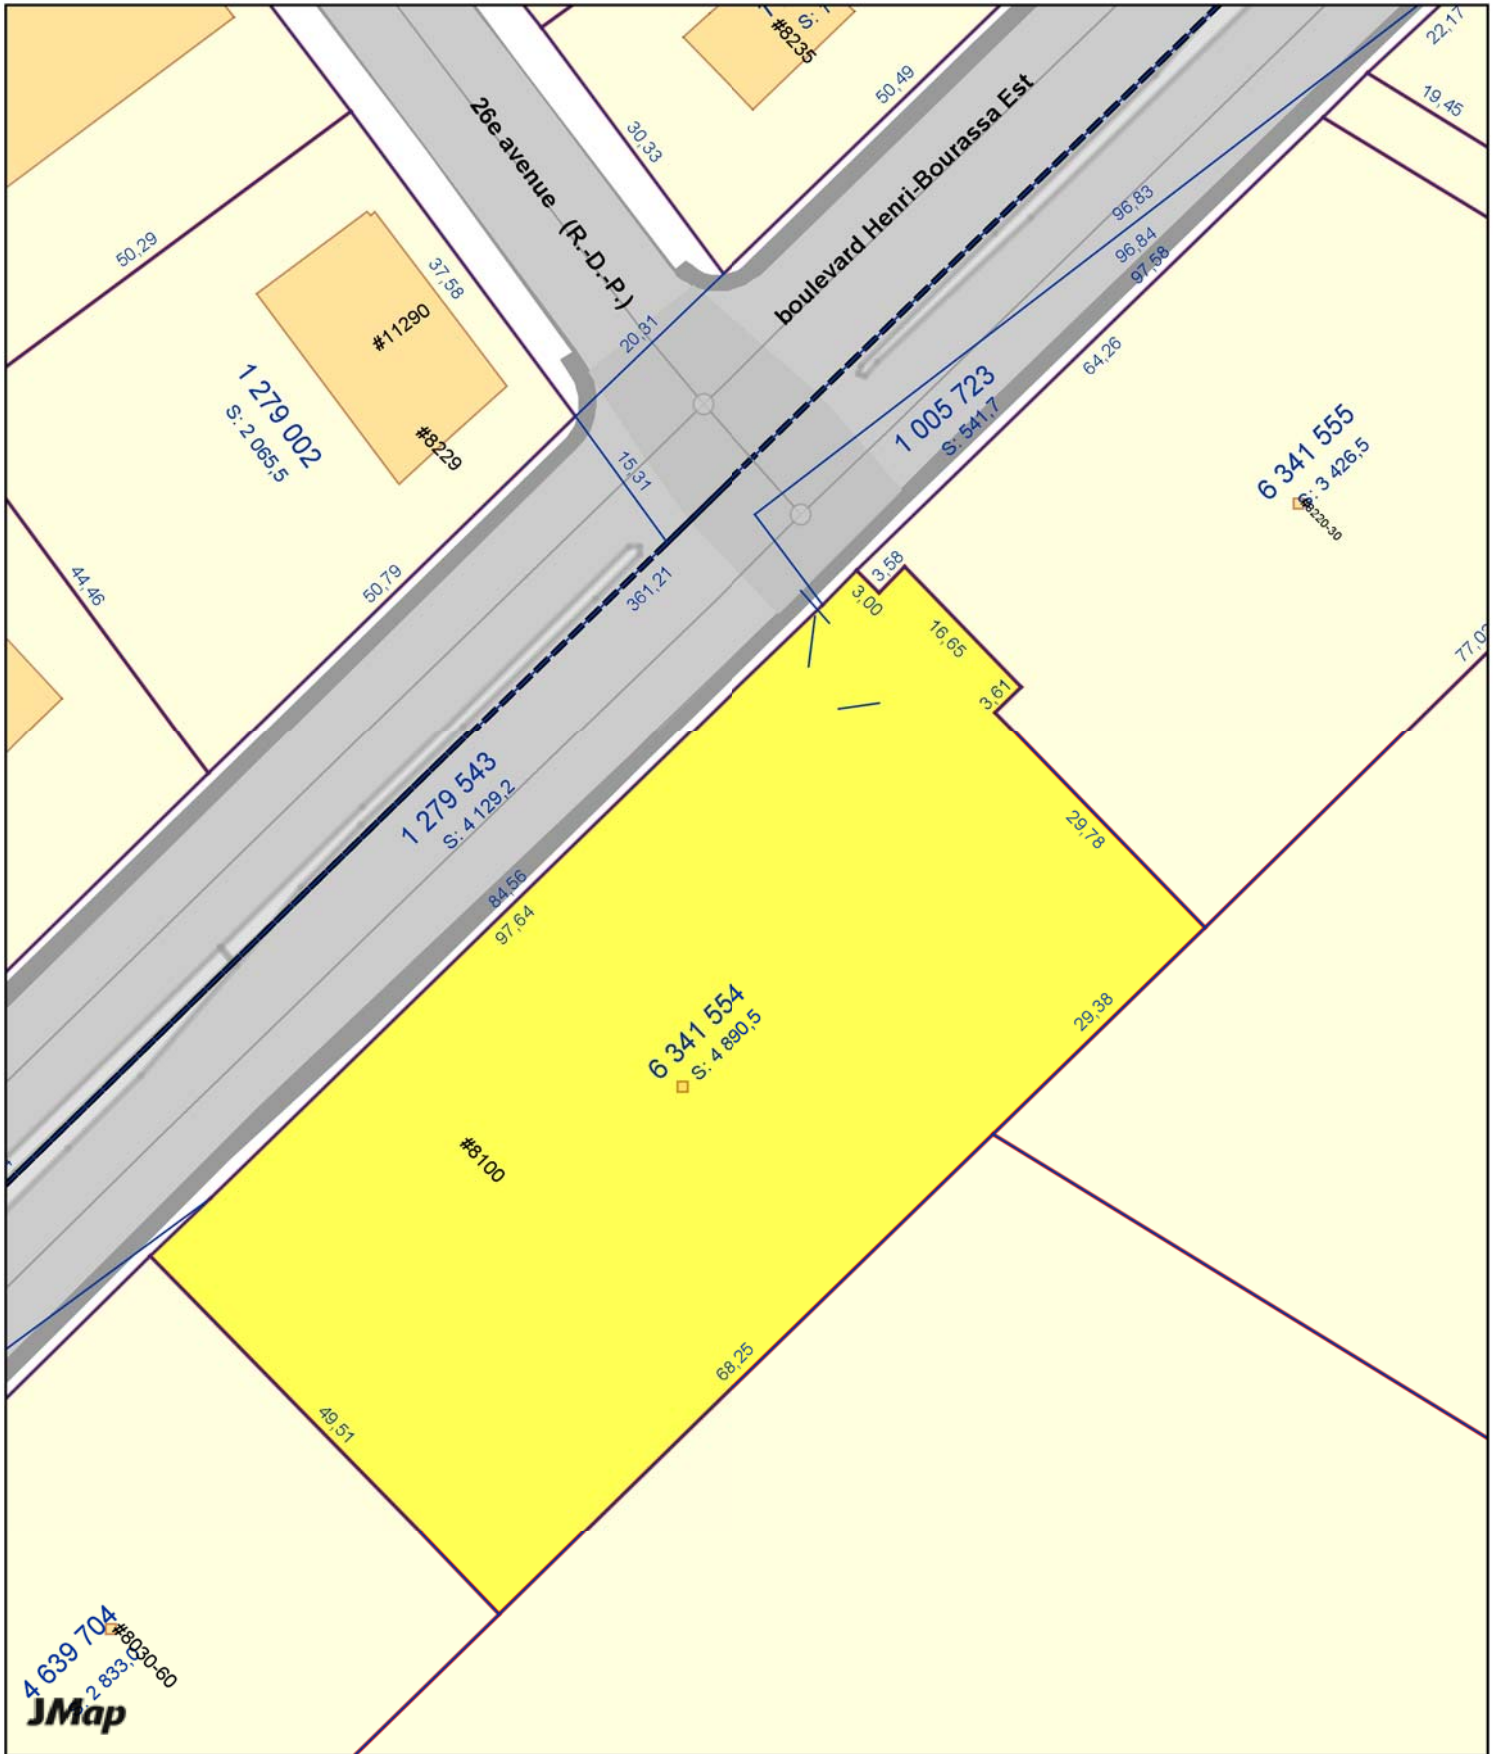 S: 1
#8235
22,17
19,45
50,49
30,33
26e avenue (R.-D.-P.)
boulevard Henri-Bourassa Est
50,29
37,58
#11290
1 279 002
S: 2 065,5
#8229
20,31
96,83
96,84
97,58
64,26
1 005 723
S: 541,7
6 341 555
S: 3 426,5
#8220-30
15,31
44,46
50,79
361,21
3,58
3,00
16,65
3,61
1 279 543
S: 4 129,2
29,78
84,56
97,64
6 341 554
S: 4 890,5
29,38
#8100
68,25
49,51
4 639 704
#8030-60
2 833,
JMap